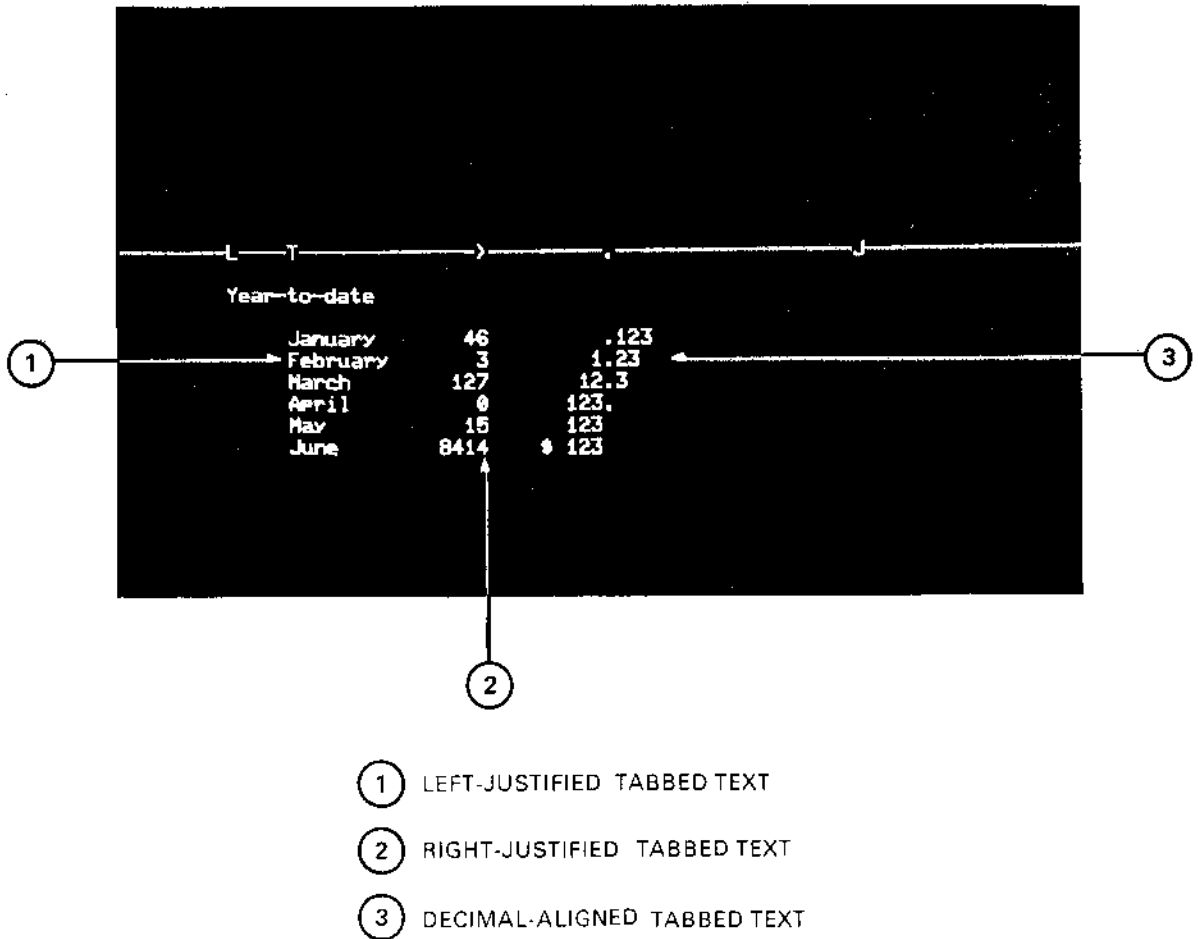 L T > . J
Year-to-date
January 46 .123
February 3 1.23
March 127 12.3
April 0 123.
May 15 123
June 8414 $ 123
1
3
2
1 LEFT-JUSTIFIED TABBED TEXT
2 RIGHT-JUSTIFIED TABBED TEXT
3 DECIMAL-ALIGNED TABBED TEXT